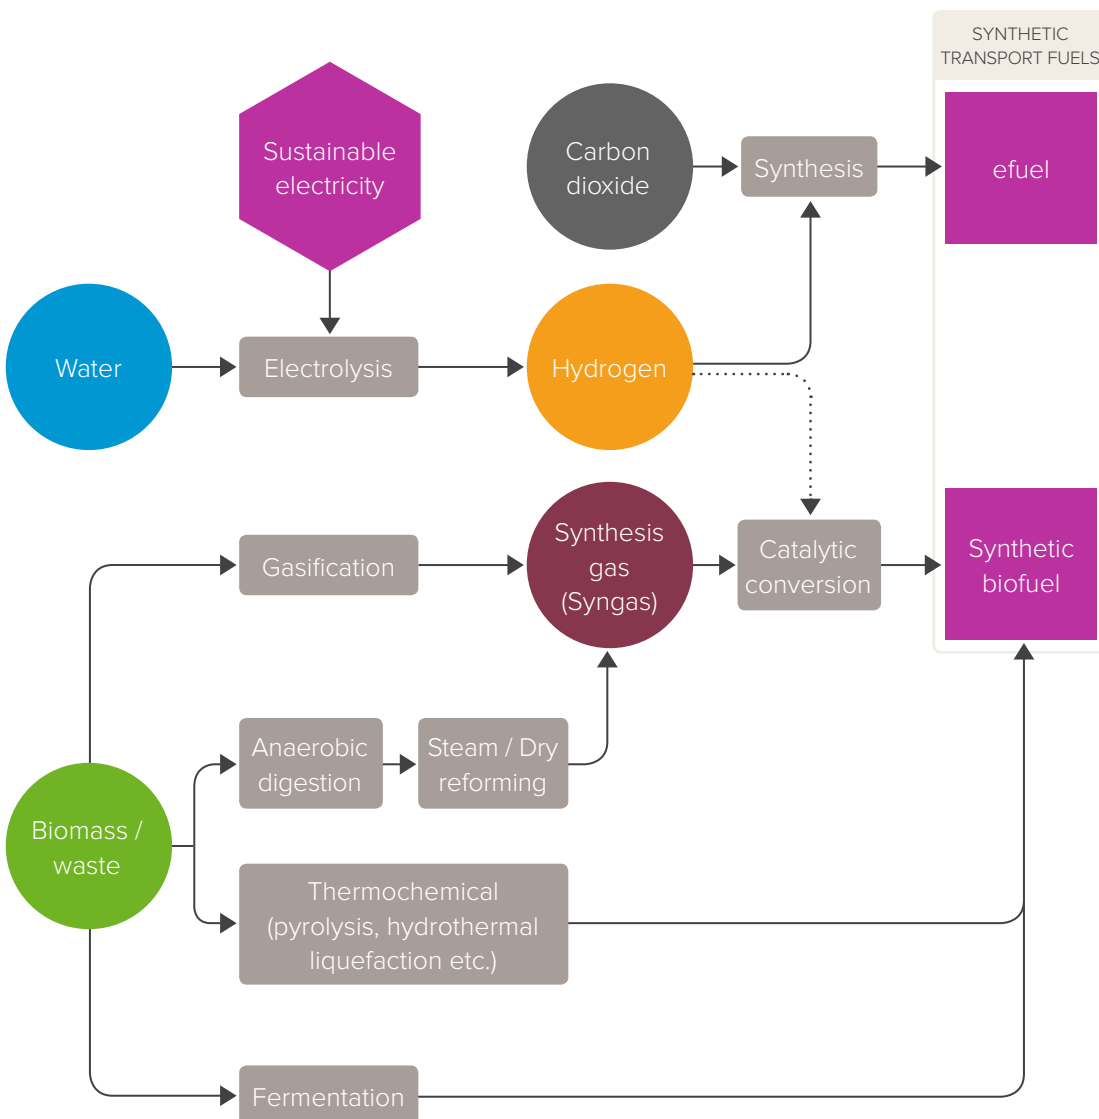 SYNTHETIC
TRANSPORT FUELS
Sustainable
electricity
Carbon
dioxide
Synthesis
efuel
Water
Electrolysis
Hydrogen
Gasification
Synthesis
gas
(Syngas)
Catalytic
conversion
Synthetic
biofuel
Anaerobic
digestion
Steam / Dry
reforming
Biomass /
waste
Thermochemical
(pyrolysis, hydrothermal
liquefaction etc.)
Fermentation